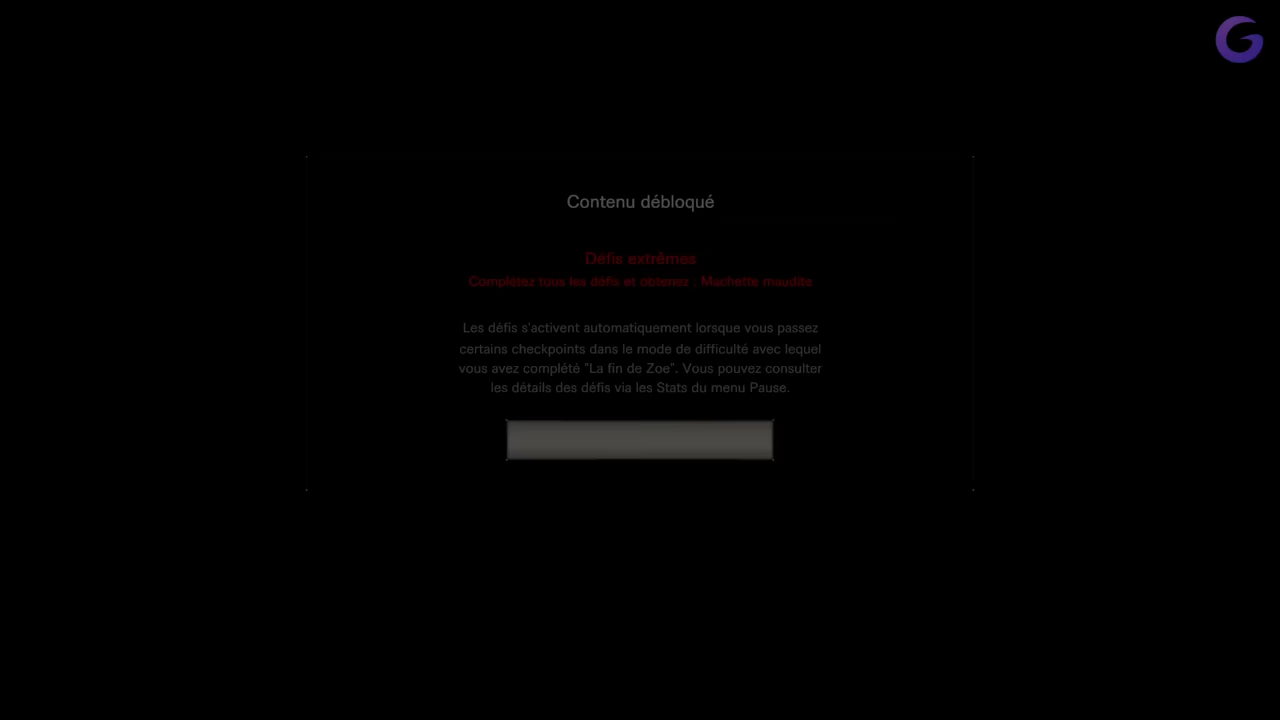 Contenu débloqué
Défis extrêmes
Complétez tous les défis et obtenez : Machette maudite
Les défis s'activent automatiquement lorsque vous passez
certains checkpoints dans le mode de difficulté avec lequel
vous avez complété "La fin de Zoe". Vous pouvez consulter
les détails des défis via les Stats du menu Pause.